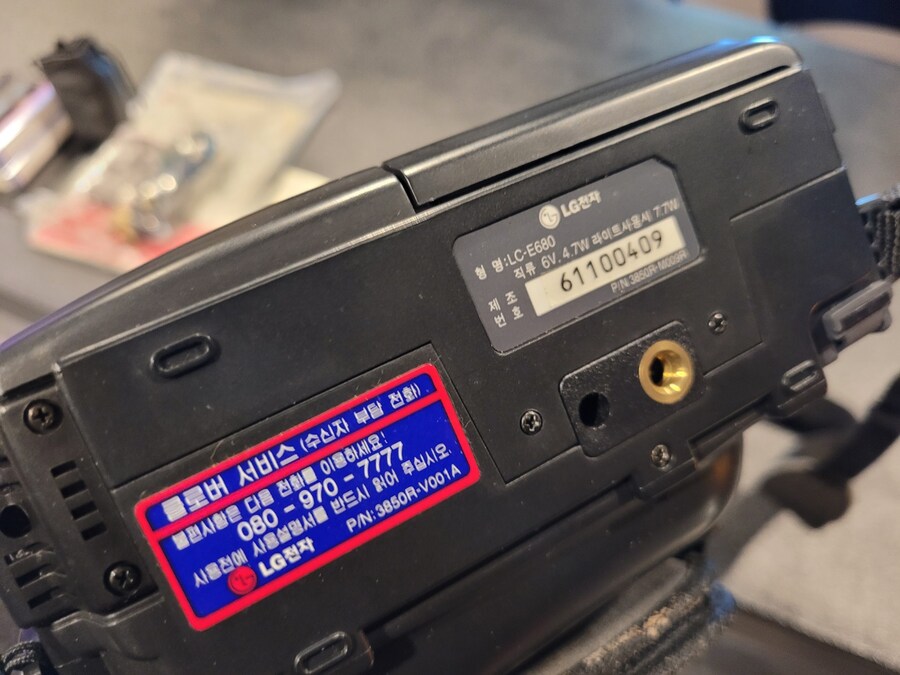 LG전자
형 명:LC-E680
직류 6V. 4.7W 라이트사용시 7.7W
제 조
번 호
61100409
P/N:3850R-M009R
클로버 서비스 (수신자 부담 전화)
불편사항은 다음 전화를 이용하세요!
080-970-7777
사용전에 사용설명서를 반드시 읽어 주십시오.
LG전자
P/N:3850R-V001A